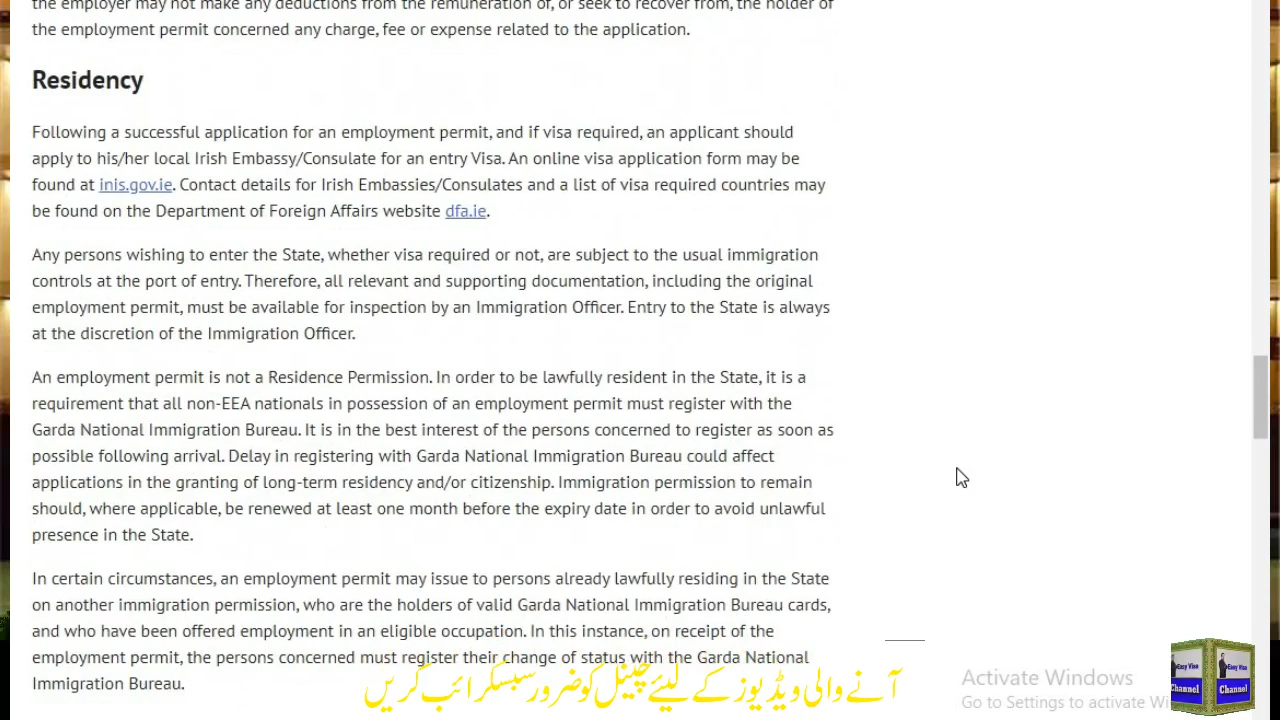 the employer may not make any deductions from the remuneration of, or seek to recover from, the holder of
the employment permit concerned any charge, fee or expense related to the application.
Residency
Following a successful application for an employment permit, and if visa required, an applicant should
apply to his/her local Irish Embassy/Consulate for an entry Visa. An online visa application form may be
found at inis.gov.ie. Contact details for Irish Embassies/Consulates and a list of visa required countries may
be found on the Department of Foreign Affairs website dfa.ie.
Any persons wishing to enter the State, whether visa required or not, are subject to the usual immigration
controls at the port of entry. Therefore, all relevant and supporting documentation, including the original
employment permit, must be available for inspection by an Immigration Officer. Entry to the State is always
at the discretion of the Immigration Officer.
An employment permit is not a Residence Permission. In order to be lawfully resident in the State, it is a
requirement that all non-EEA nationals in possession of an employment permit must register with the
Garda National Immigration Bureau. It is in the best interest of the persons concerned to register as soon as
possible following arrival. Delay in registering with Garda National Immigration Bureau could affect
applications in the granting of long-term residency and/or citizenship. Immigration permission to remain
should, where applicable, be renewed at least one month before the expiry date in order to avoid unlawful
presence in the State.
In certain circumstances, an employment permit may issue to persons already lawfully residing in the State
on another immigration permission, who are the holders of valid Garda National Immigration Bureau cards,
and who have been offered employment in an eligible occupation. In this instance, on receipt of the
employment permit, the persons concerned must register their change of status with the Garda National
Immigration Bureau.
آنے والی ویڈیوز کے لیئے چینل کو ضرور سبسکرائب کریں
Activate Windows
Go to Settings to activate Wi
Easy Visa Channel
Easy Visa Channel